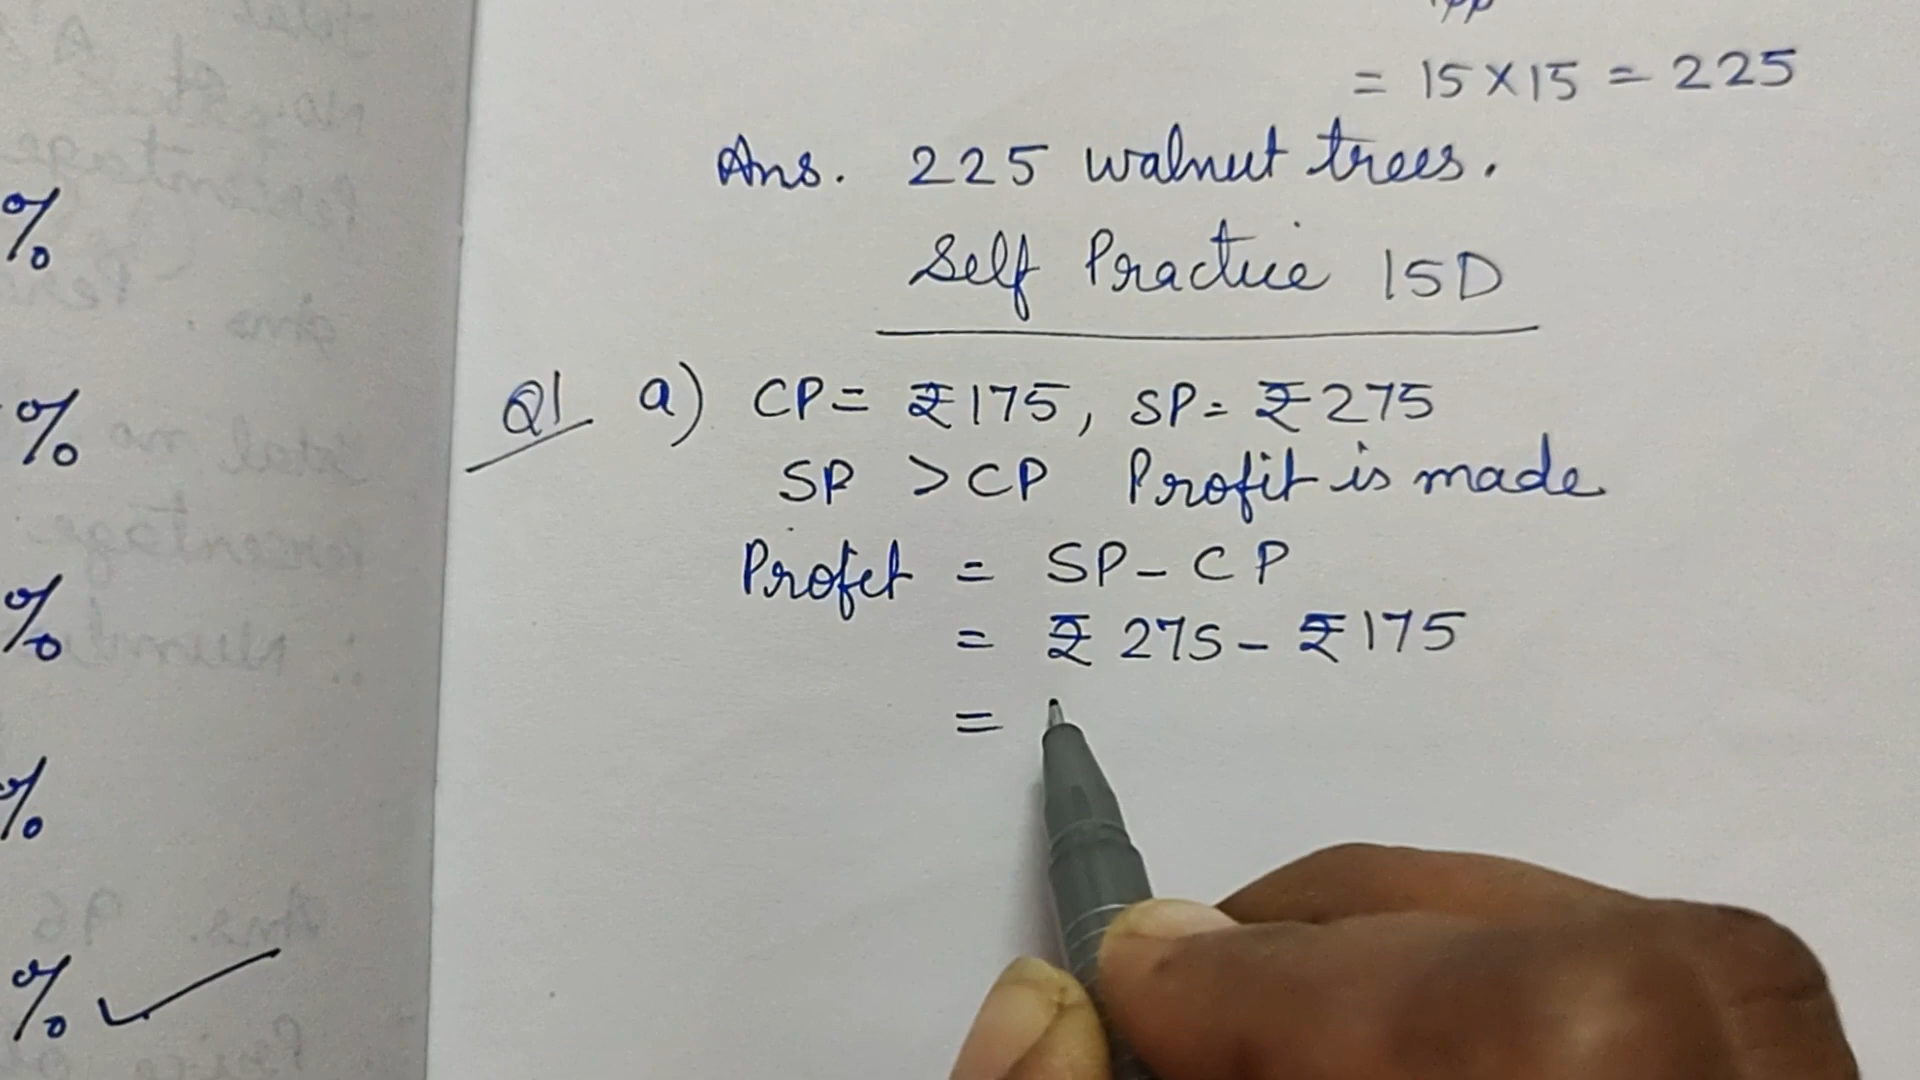 %
%
%
%
%
= 15 × 15 = 225
Ans. 225 walnut trees.
Self Practice 15D
Q1 a) CP = ₹175, SP = ₹275
SP > CP Profit is made
Profit = SP - CP
= ₹ 275 - ₹175
=